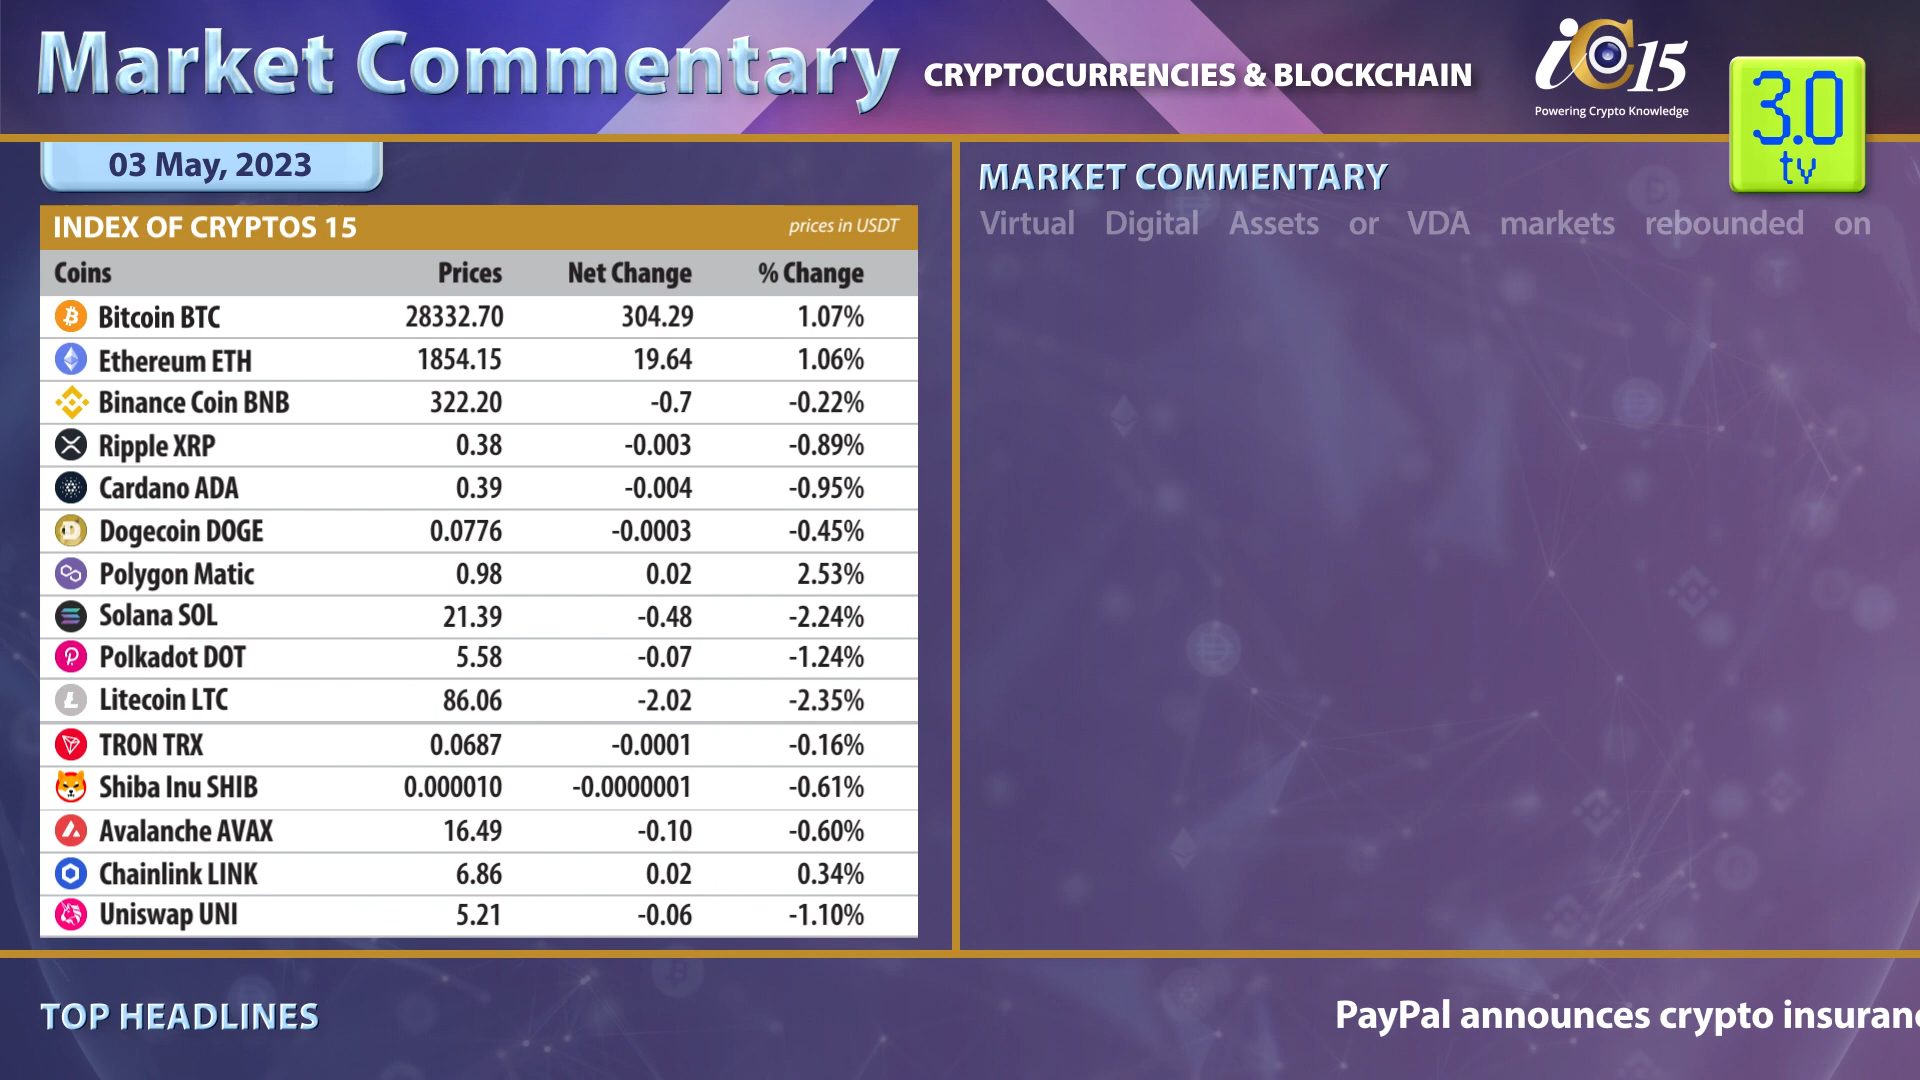 Market Commentary CRYPTOCURRENCIES & BLOCKCHAIN
iC15
Powering Crypto Knowledge
3.0
tv
03 May, 2023
INDEX OF CRYPTOS 15 prices in USDT
Coins Prices Net Change % Change
Bitcoin BTC 28332.70 304.29 1.07%
Ethereum ETH 1854.15 19.64 1.06%
Binance Coin BNB 322.20 -0.7 -0.22%
Ripple XRP 0.38 -0.003 -0.89%
Cardano ADA 0.39 -0.004 -0.95%
Dogecoin DOGE 0.0776 -0.0003 -0.45%
Polygon Matic 0.98 0.02 2.53%
Solana SOL 21.39 -0.48 -2.24%
Polkadot DOT 5.58 -0.07 -1.24%
Litecoin LTC 86.06 -2.02 -2.35%
TRON TRX 0.0687 -0.0001 -0.16%
Shiba Inu SHIB 0.000010 -0.0000001 -0.61%
Avalanche AVAX 16.49 -0.10 -0.60%
Chainlink LINK 6.86 0.02 0.34%
Uniswap UNI 5.21 -0.06 -1.10%
MARKET COMMENTARY
Virtual Digital Assets or VDA markets rebounded on
TOP HEADLINES
PayPal announces crypto insuran